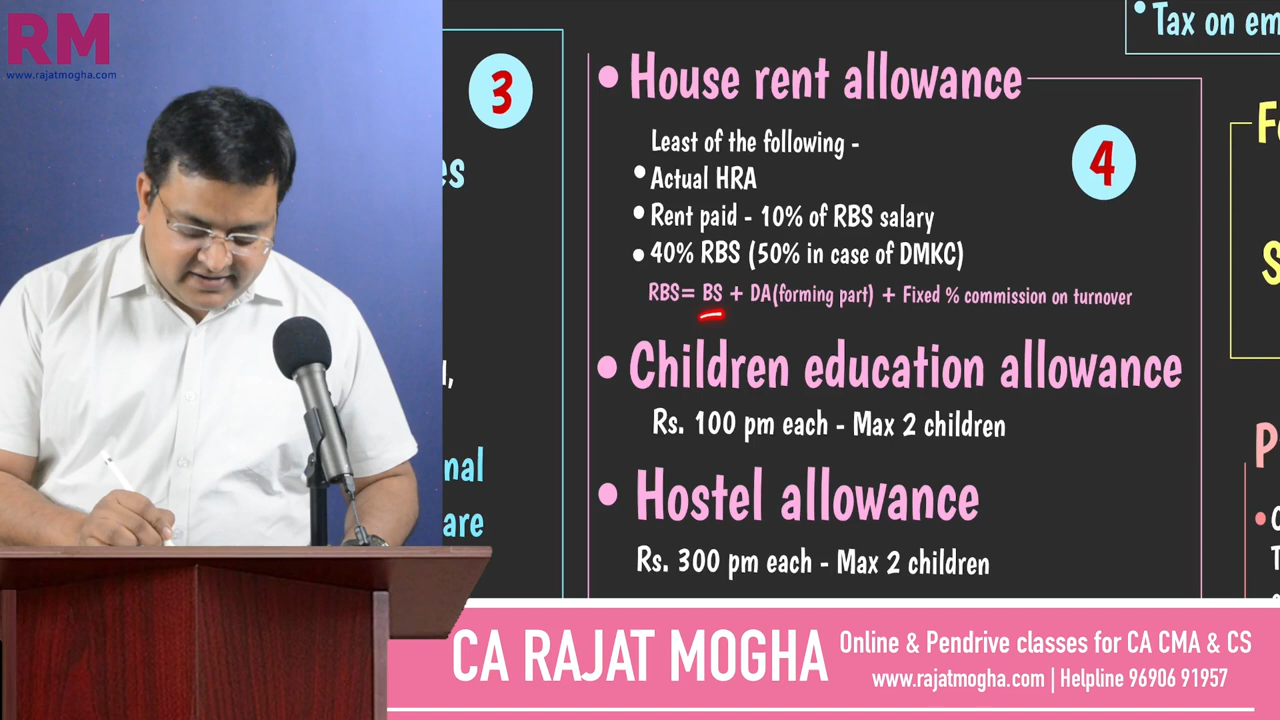 RM
www.rajatmogha.com
3
es
nal
are
Tax on em
• House rent allowance
4
Least of the following -
• Actual HRA
• Rent paid - 10% of RBS salary
• 40% RBS (50% in case of DMKC)
RBS= BS + DA(forming part) + Fixed % commission on turnover
• Children education allowance
Rs. 100 pm each - Max 2 children
• Hostel allowance
Rs. 300 pm each - Max 2 children
S
P
CA RAJAT MOGHA
Online & Pendrive classes for CA CMA & CS
www.rajatmogha.com | Helpline 96906 91957